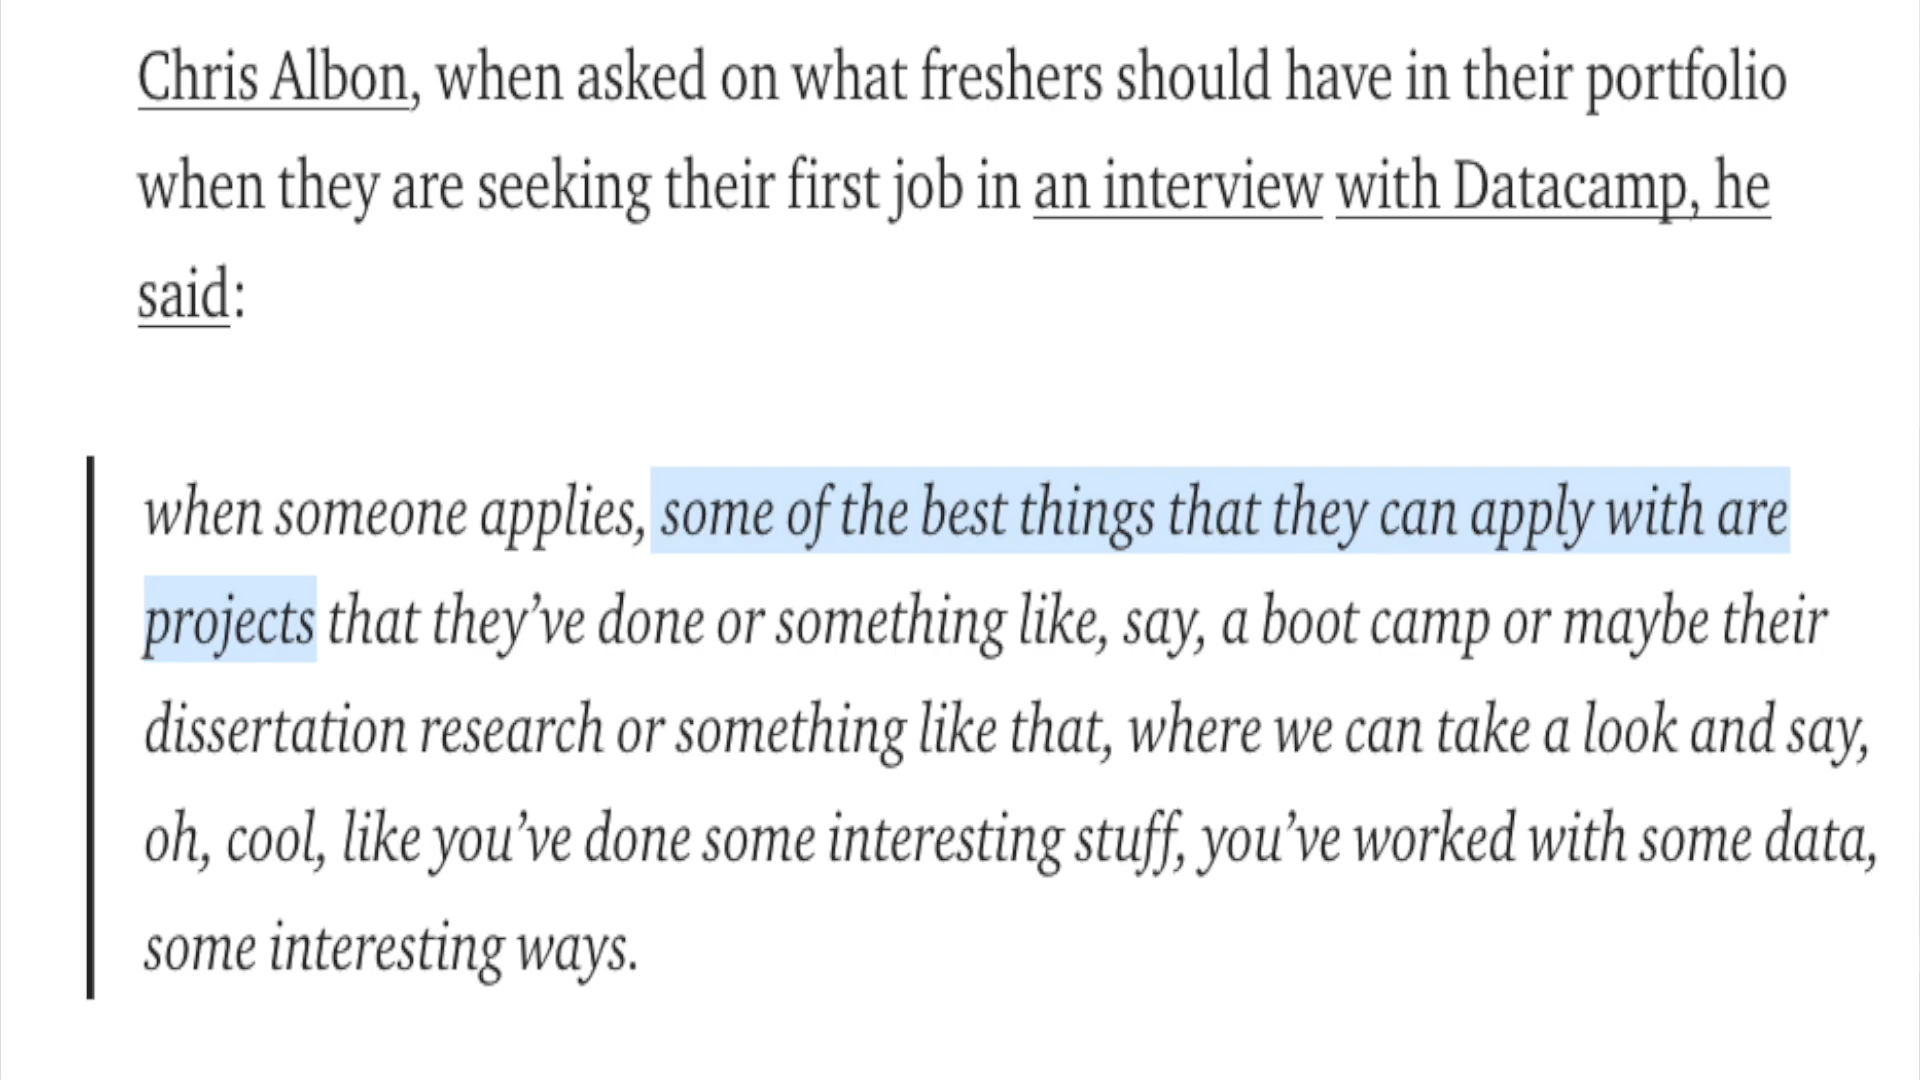 Chris Albon, when asked on what freshers should have in their portfolio
when they are seeking their first job in an interview with Datacamp, he
said:
when someone applies, some of the best things that they can apply with are
projects that they’ve done or something like, say, a boot camp or maybe their
dissertation research or something like that, where we can take a look and say,
oh, cool, like you’ve done some interesting stuff, you’ve worked with some data,
some interesting ways.